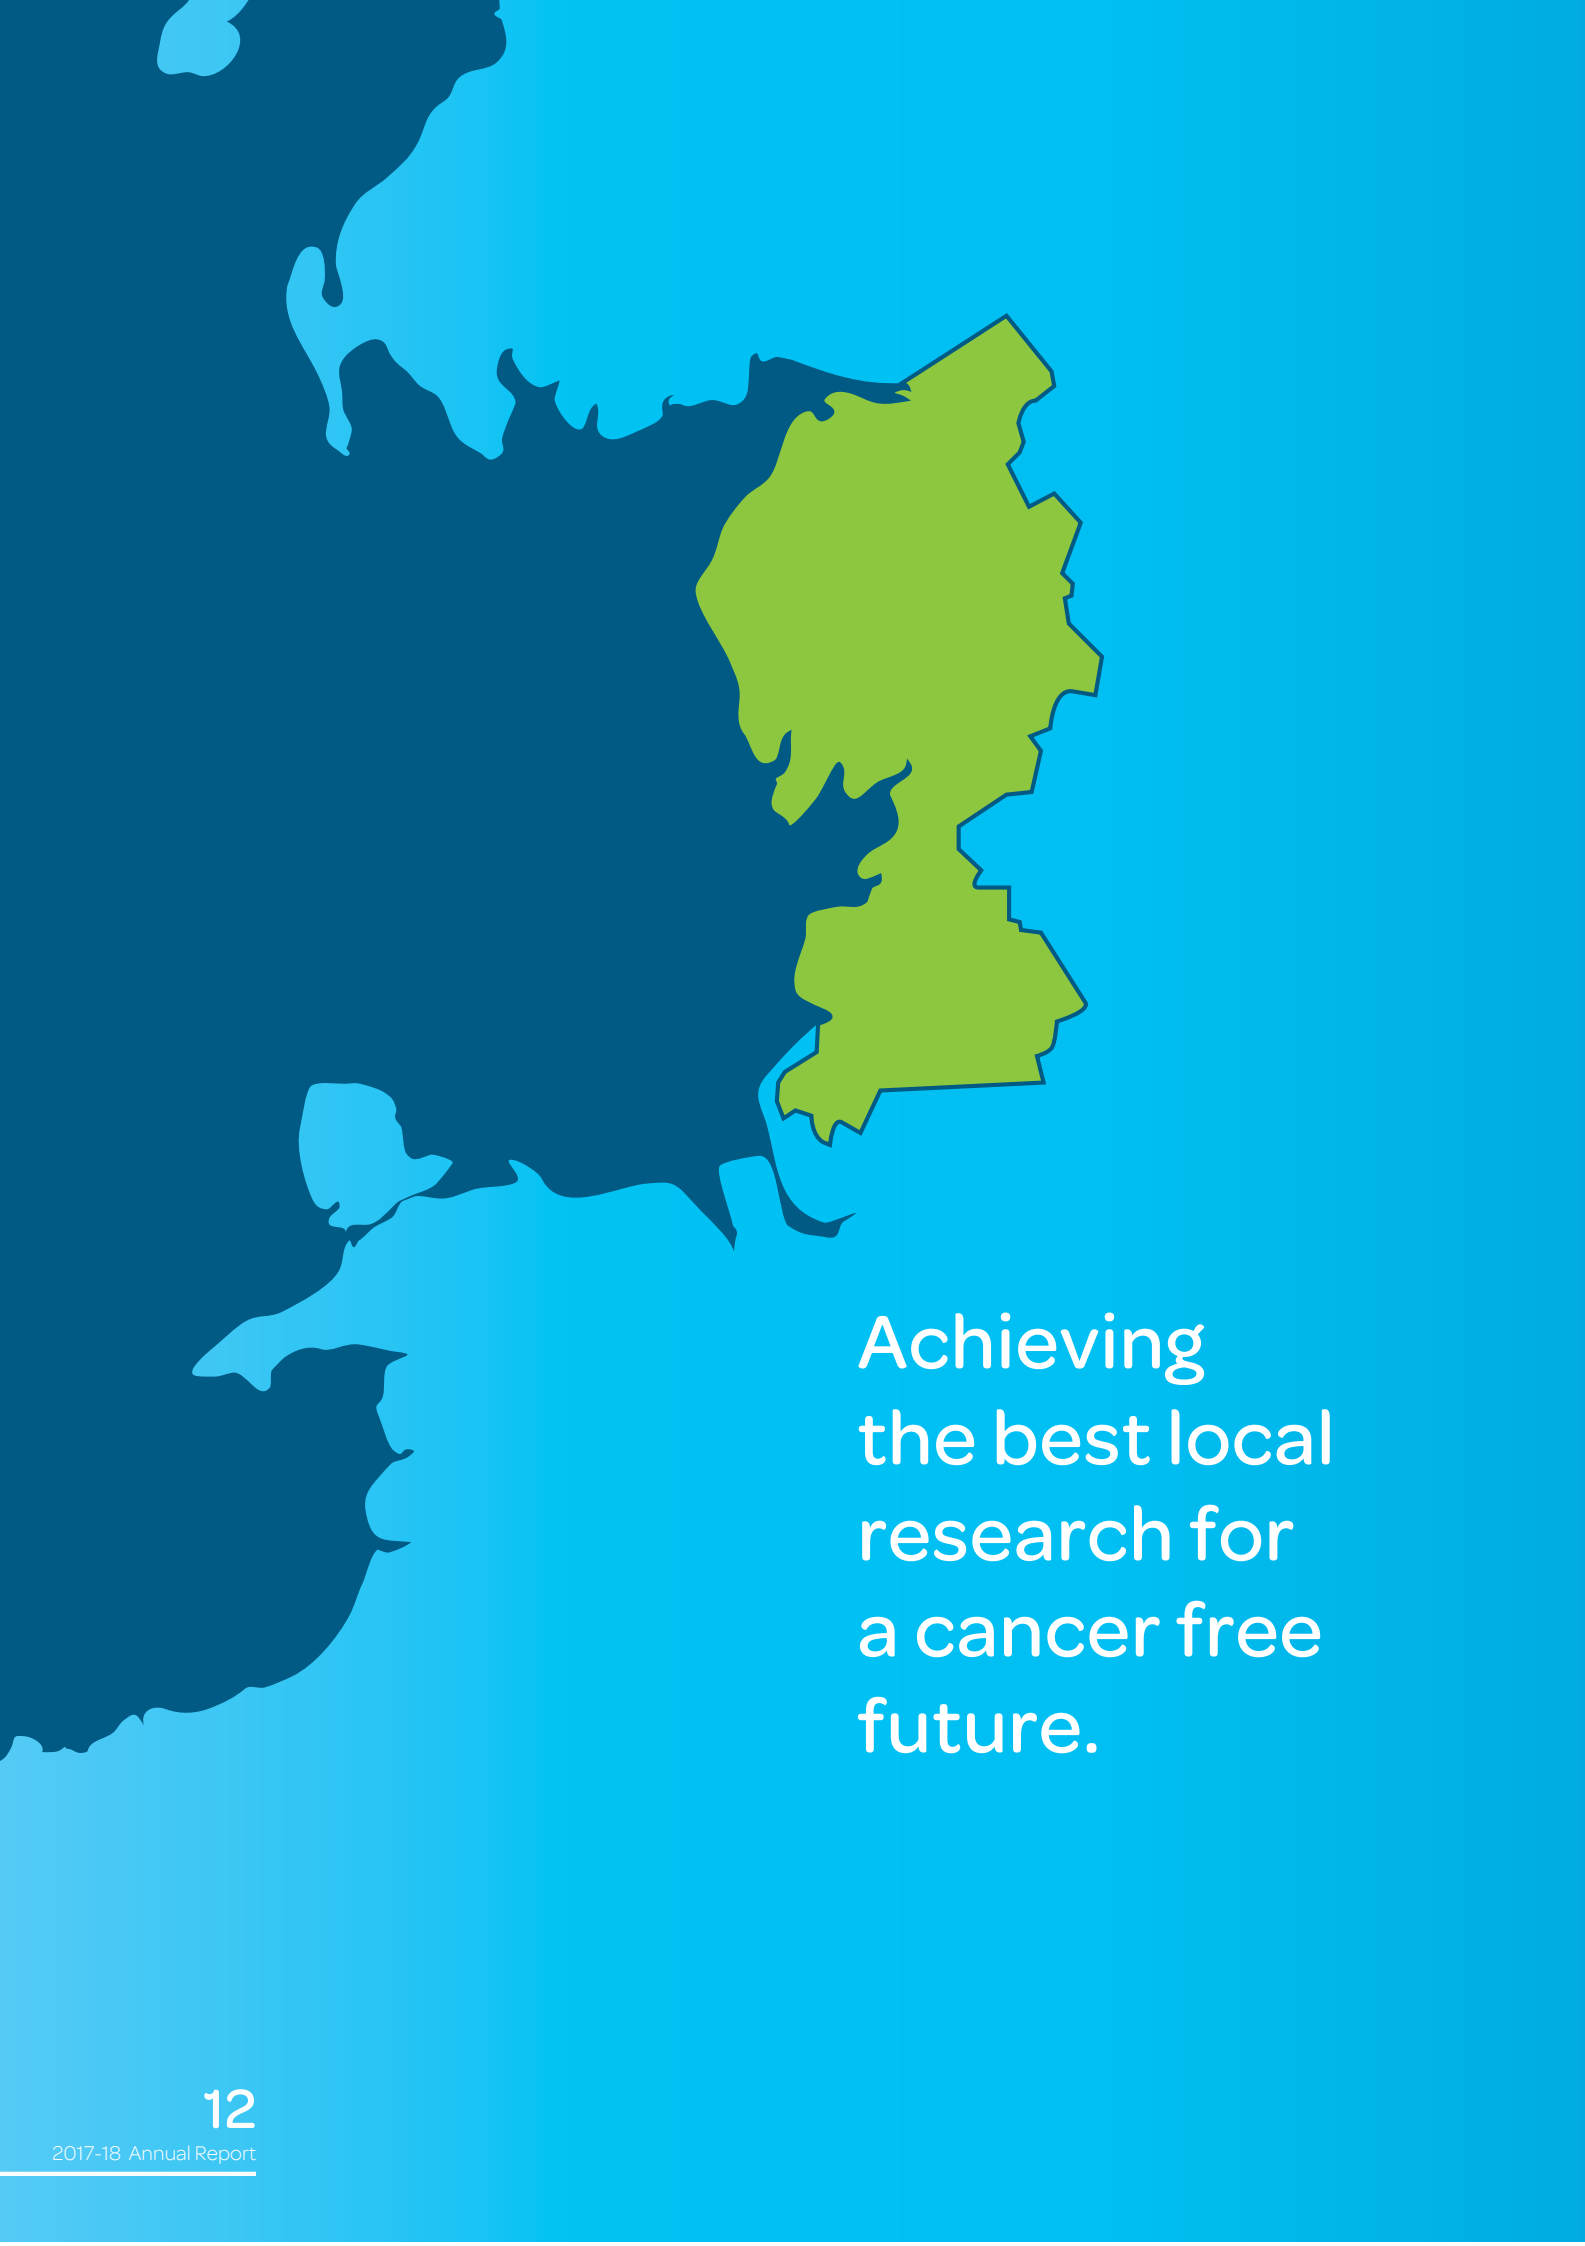 Achieving
the best local
research for
a cancer free
future.
12
2017-18 Annual Report